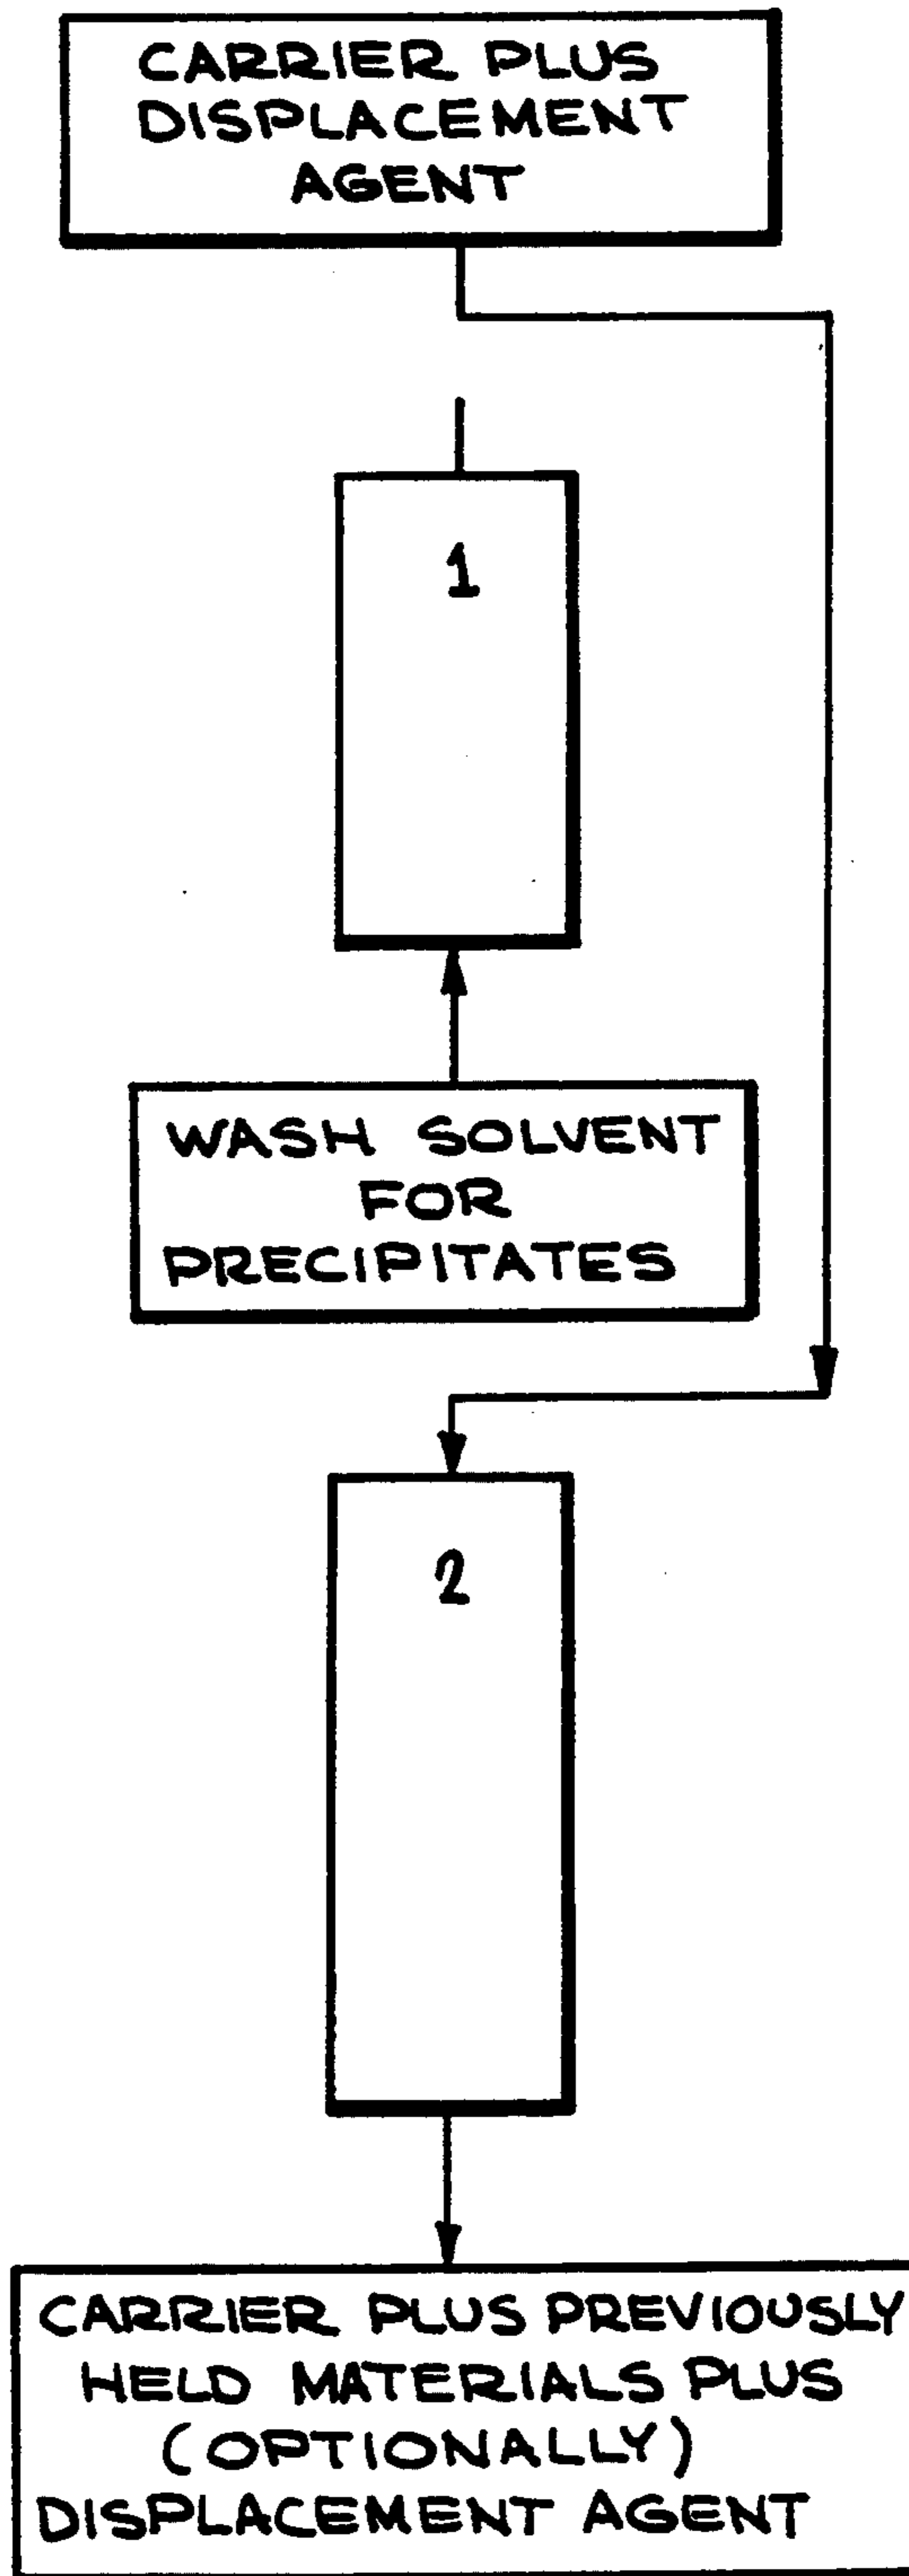 CARRIER PLUS
DISPLACEMENT
AGENT
1
WASH SOLVENT
FOR
PRECIPITATES
2
CARRIER PLUS PREVIOUSLY
HELD MATERIALS PLUS
(OPTIONALLY)
DISPLACEMENT AGENT